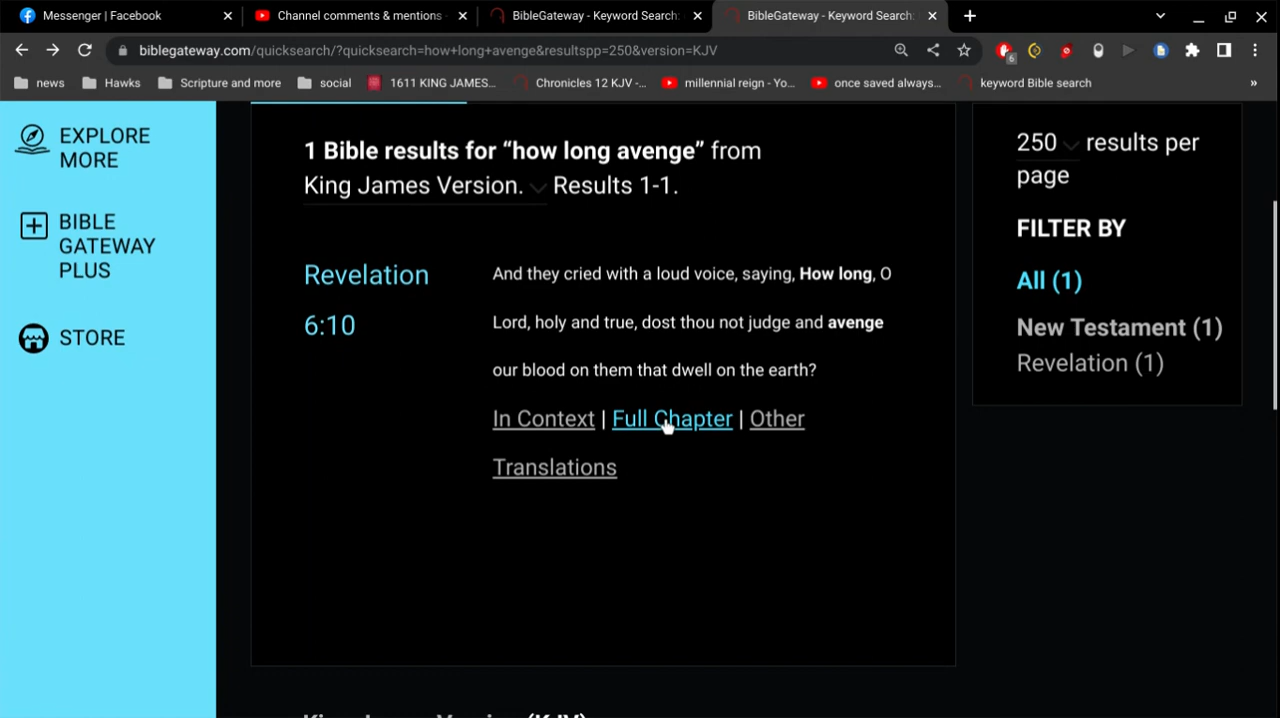 Messenger | Facebook
Channel comments & mentions -
BibleGateway - Keyword Search:
BibleGateway - Keyword Search:
biblegateway.com/quicksearch/?quicksearch=how+long+avenge&resultspp=250&version=KJV
6
news
Hawks
Scripture and more
social
1611 KING JAMES...
Chronicles 12 KJV -...
millennial reign - Yo...
once saved always...
keyword Bible search
»
EXPLORE
MORE
BIBLE
GATEWAY
PLUS
STORE
1 Bible results for “how long avenge” from
King James Version. Results 1-1.
Revelation
6:10
And they cried with a loud voice, saying, How long, O
Lord, holy and true, dost thou not judge and avenge
our blood on them that dwell on the earth?
In Context | Full Chapter | Other
Translations
250 results per
page
FILTER BY
All (1)
New Testament (1)
Revelation (1)
King James Version (KJV)